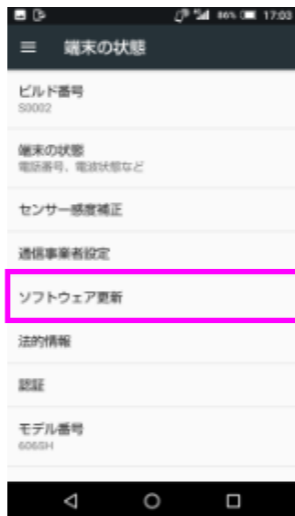 86% 17:03
端末の状態
ビルド番号
S0002
端末の状態
電話番号、電波状態など
センサー感度補正
通信事業者設定
ソフトウェア更新
法的情報
認証
モデル番号
606SH